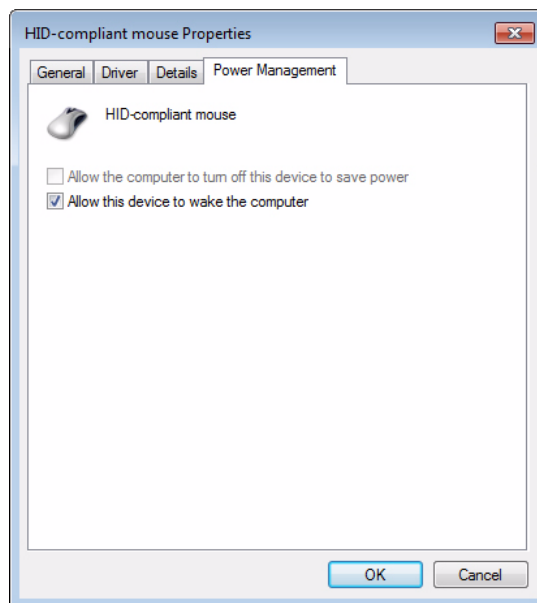 HID-compliant mouse Properties
General Driver Details Power Management
HID-compliant mouse
Allow the computer to turn off this device to save power
Allow this device to wake the computer
OK Cancel